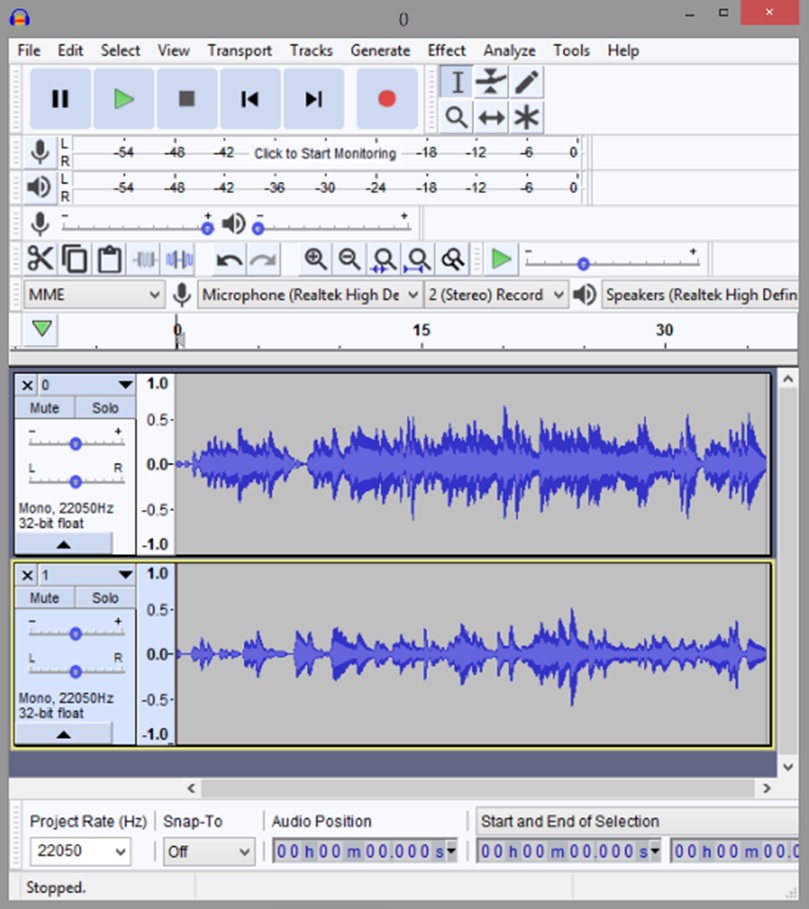 0
File Edit Select View Transport Tracks Generate Effect Analyze Tools Help
L
R
-54 -48 -42 Click to Start Monitoring -18 -12 -6 0
L
R
-54 -48 -42 -36 -30 -24 -18 -12 -6 0
- +
- +
- +
MME Microphone (Realtek High De 2 (Stereo) Record Speakers (Realtek High Defin
0 15 30
× 0
Mute Solo
- +
L R
Mono, 22050Hz
32-bit float
1.0
0.5-
0.0-
-0.5-
-1.0
× 1
Mute Solo
- +
L R
Mono, 22050Hz
32-bit float
1.0
0.5-
0.0-
-0.5-
-1.0
Project Rate (Hz) Snap-To Audio Position Start and End of Selection
22050 Off 00 h 00 m 00.000 s 00 h 00 m 00.000 s 00 h 00 m 00.0
Stopped.